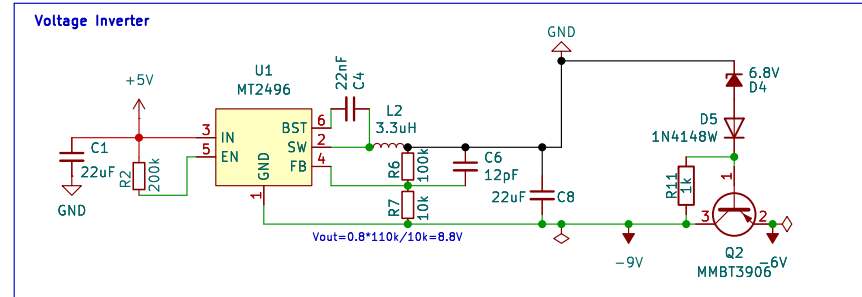 Voltage Inverter
GND
+5V
U1
MT2496
22nF
C4
L2
3.3uH
6.8V
D4
D5
1N4148W
3
IN
5
EN
GND
1
BST
6
SW
2
FB
4
C1
22uF
R2
200k
GND
R6
100k
C6
12pF
R7
10k
22uF
C8
R11
1k
1
3
2
Vout=0.8*110k/10k=8.8V
-9V
Q2
MMBT3906
-6V